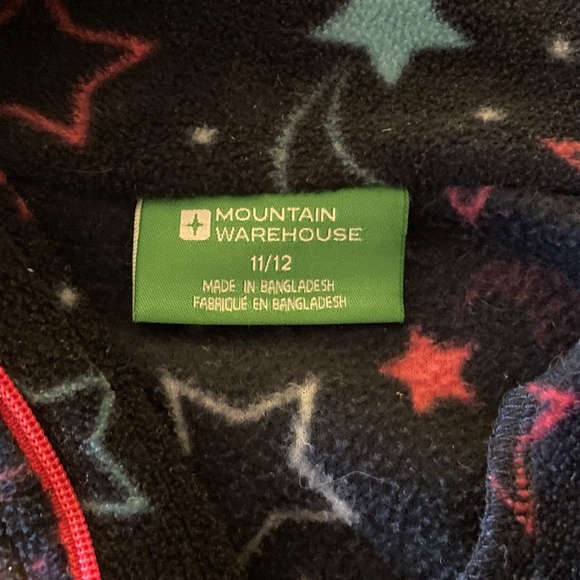 MOUNTAIN
WAREHOUSE
11/12
MADE IN BANGLADESH
FABRIQUÉ EN BANGLADESH